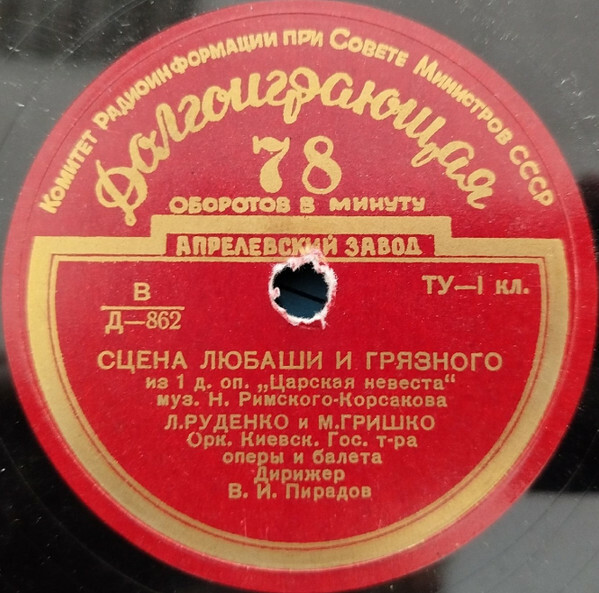 Комитет Радиоинформации при Совете Министров СССР
Долгоиграющая
78
оборотов в минуту
Апрелевский завод
В
Д—862
ТУ—I кл.
СЦЕНА ЛЮБАШИ И ГРЯЗНОГО
из 1 д. оп. „Царская невеста“
муз. Н. Римского-Корсакова
Л.РУДЕНКО и М.ГРИШКО
Орк. Киевск. Гос. т-ра
оперы и балета
Дирижер
В. И. Пирадов